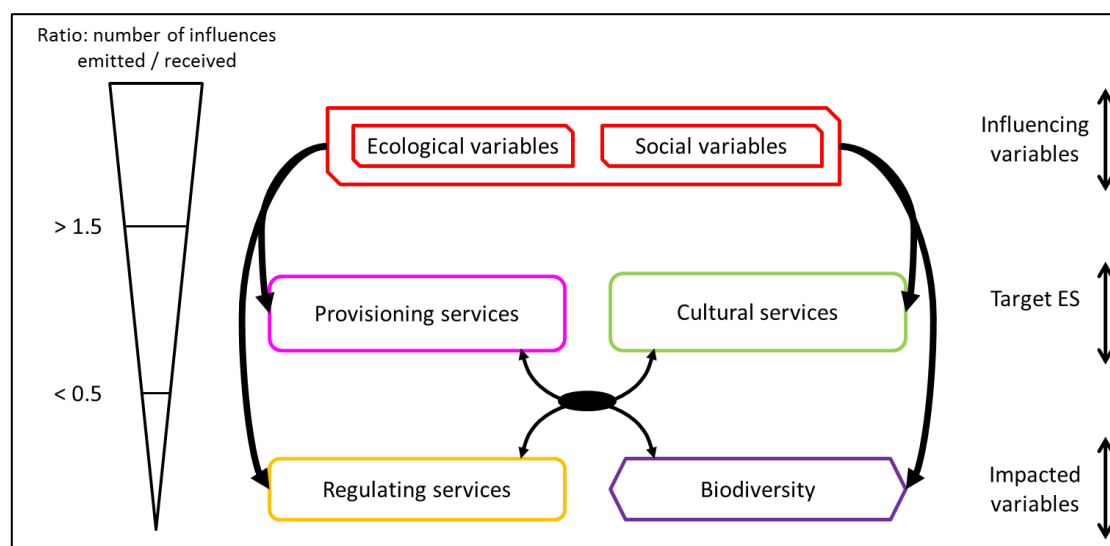 Ratio: number of influences
emitted / received
Ecological variables
Social variables
Influencing
variables
> 1.5
Provisioning services
Cultural services
Target ES
< 0.5
Regulating services
Biodiversity
Impacted
variables